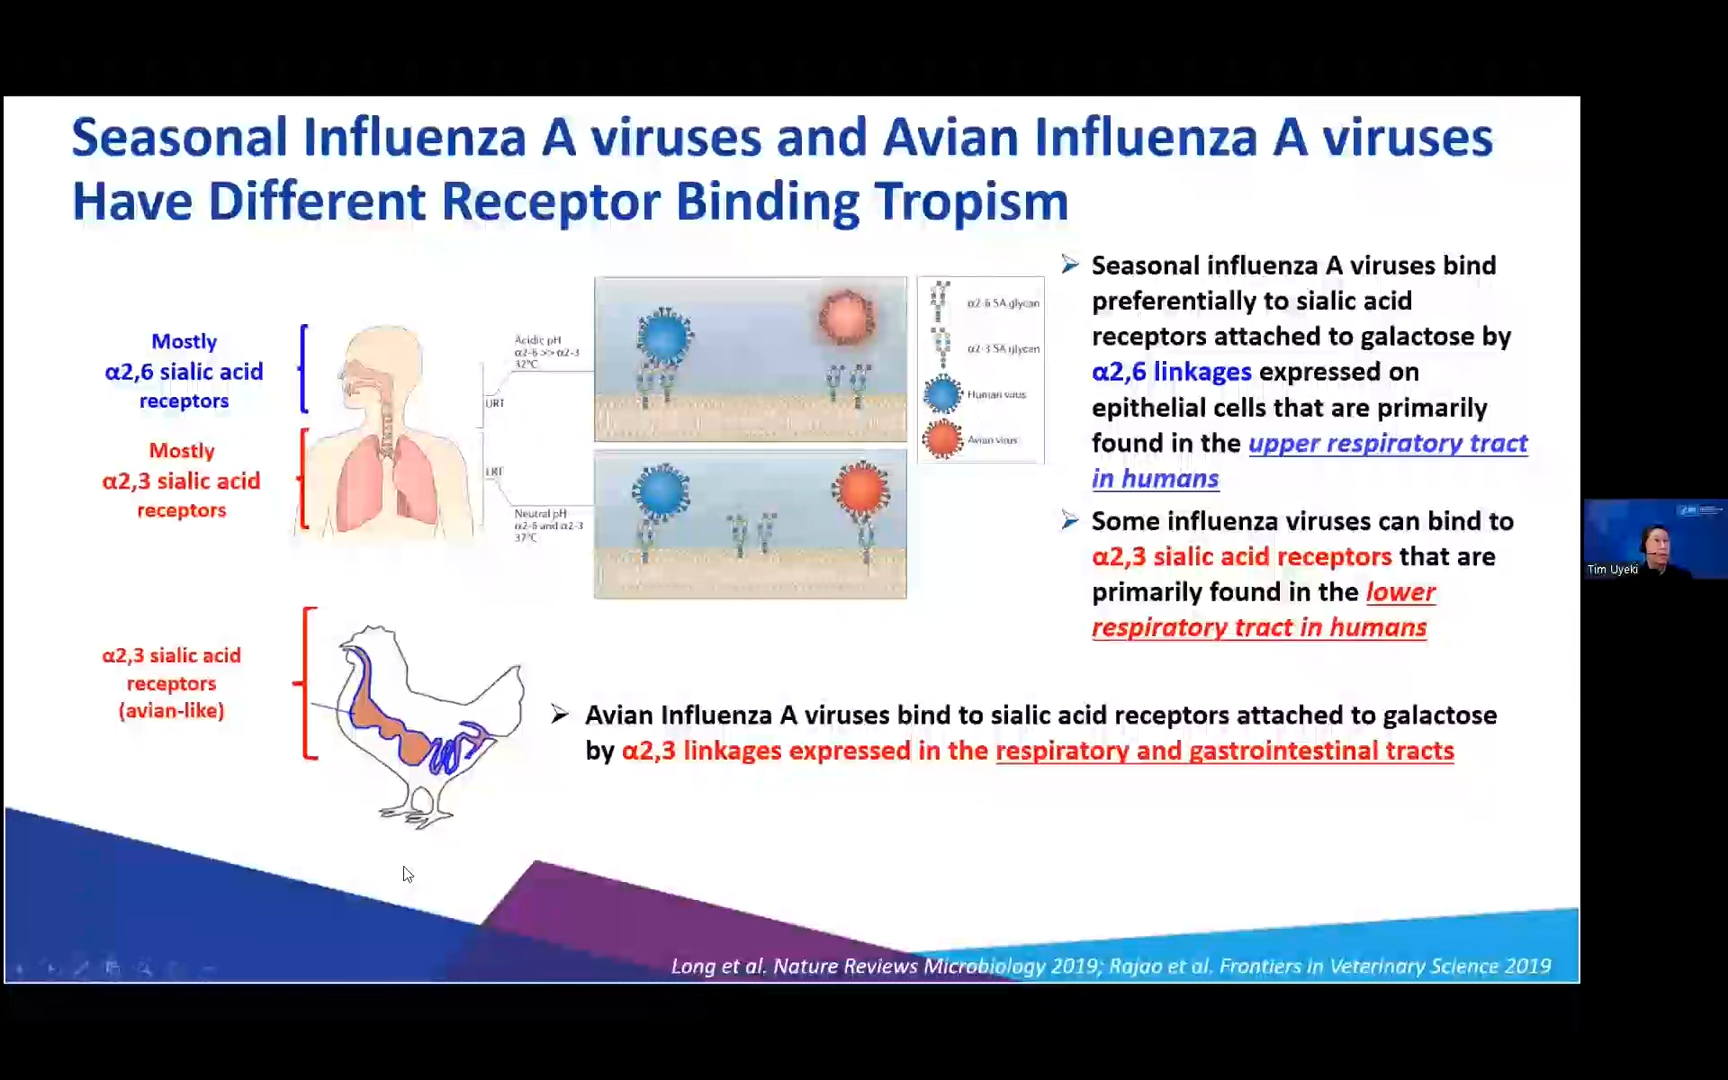 Seasonal Influenza A viruses and Avian Influenza A viruses
Have Different Receptor Binding Tropism
Mostly
α2,6 sialic acid
receptors
Mostly
α2,3 sialic acid
receptors
Acidic pH
α2-6 >> α2-3
32°C
URT
LRT
Neutral pH
α2-6 and α2-3
37°C
α2-6 SA glycan
α2-3 SA glycan
Human virus
Avian virus
➢ Seasonal influenza A viruses bind
preferentially to sialic acid
receptors attached to galactose by
α2,6 linkages expressed on
epithelial cells that are primarily
found in the upper respiratory tract
in humans
➢ Some influenza viruses can bind to
α2,3 sialic acid receptors that are
primarily found in the lower
respiratory tract in humans
α2,3 sialic acid
receptors
(avian-like)
➢ Avian Influenza A viruses bind to sialic acid receptors attached to galactose
by α2,3 linkages expressed in the respiratory and gastrointestinal tracts
Long et al. Nature Reviews Microbiology 2019; Rajao et al. Frontiers in Veterinary Science 2019
Tim Uyeki